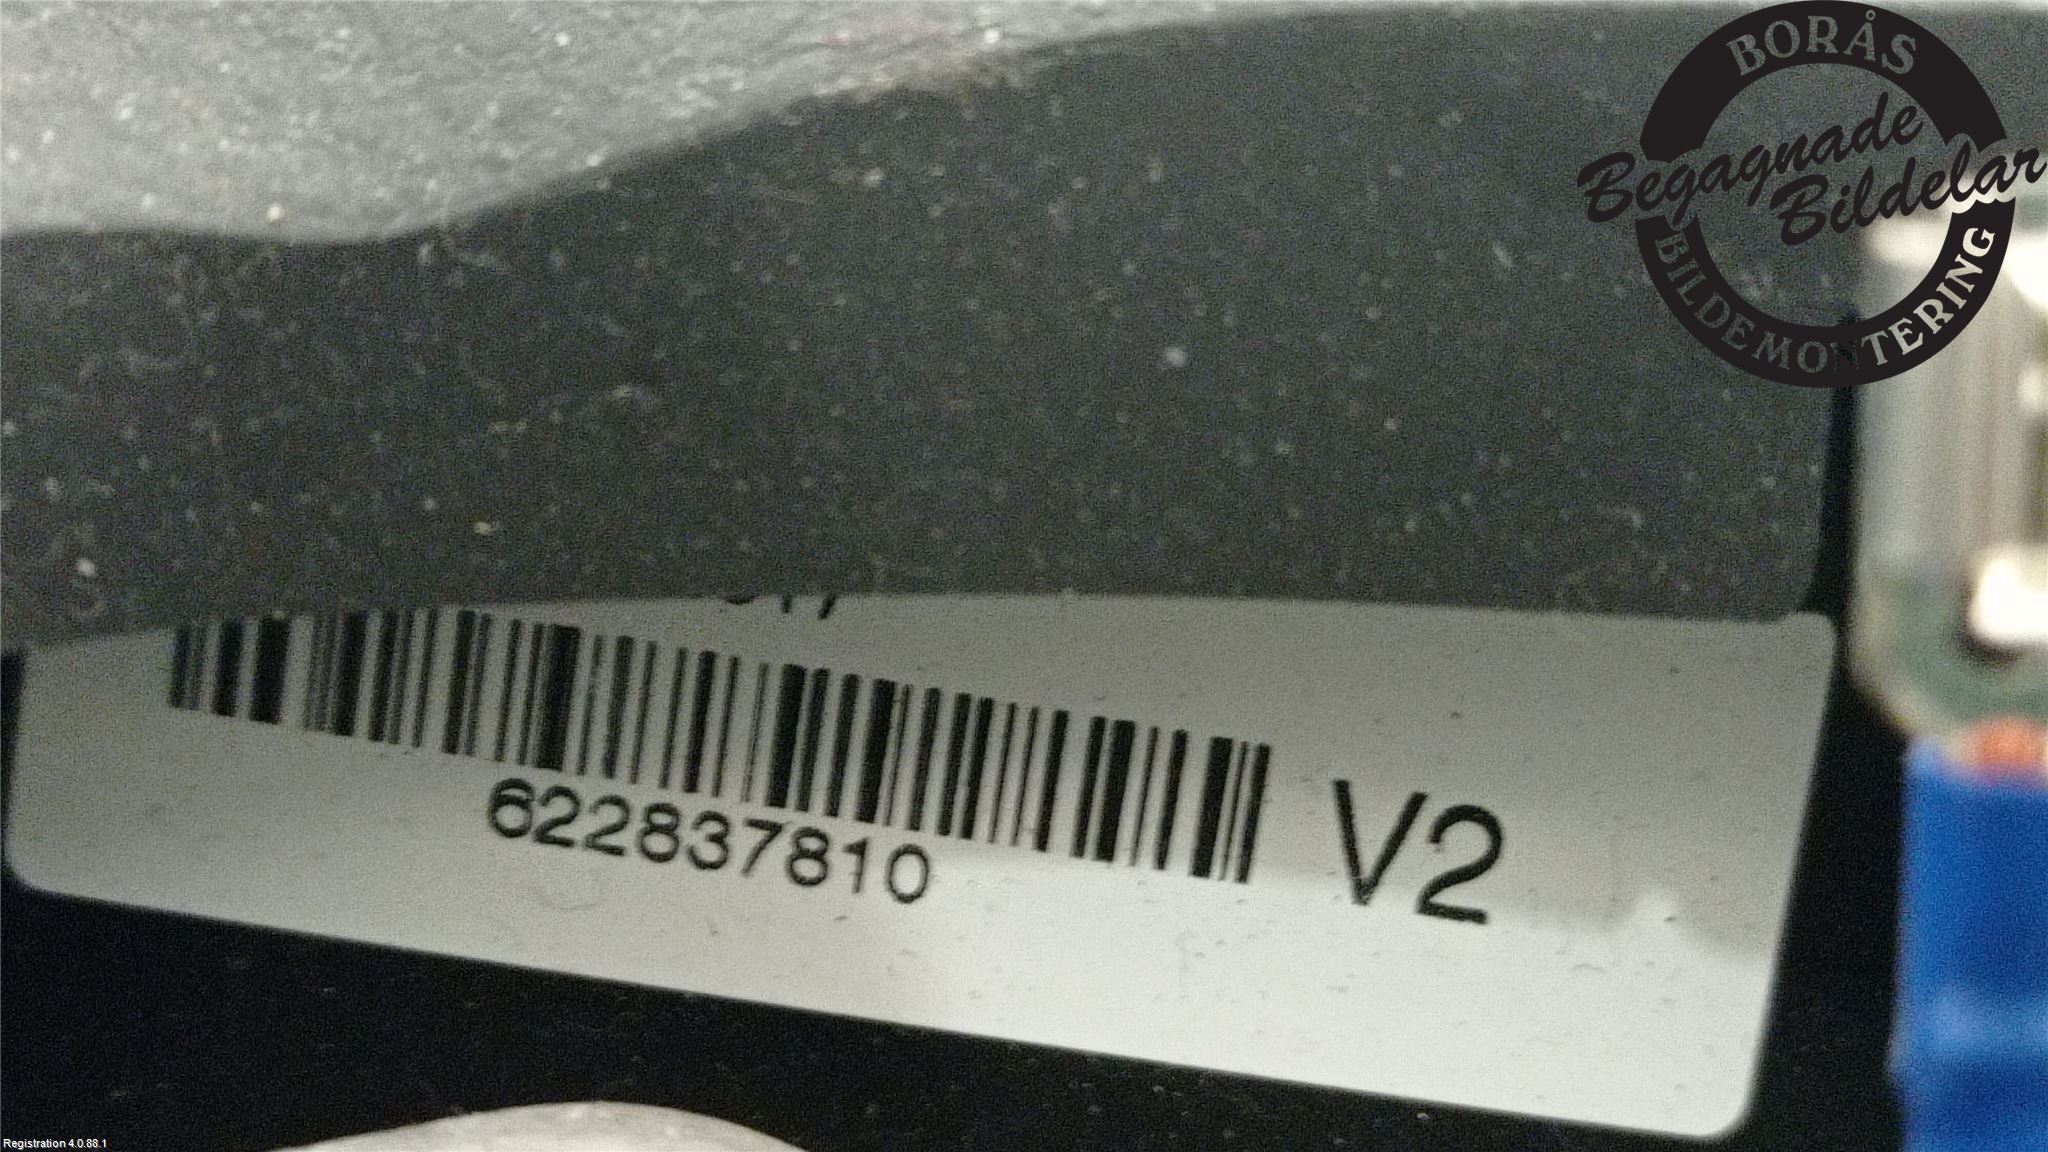 BORÅS
Begagnade
Bildelar
BILDEMONTERING
622837810
V2
Registration 4.0.88.1